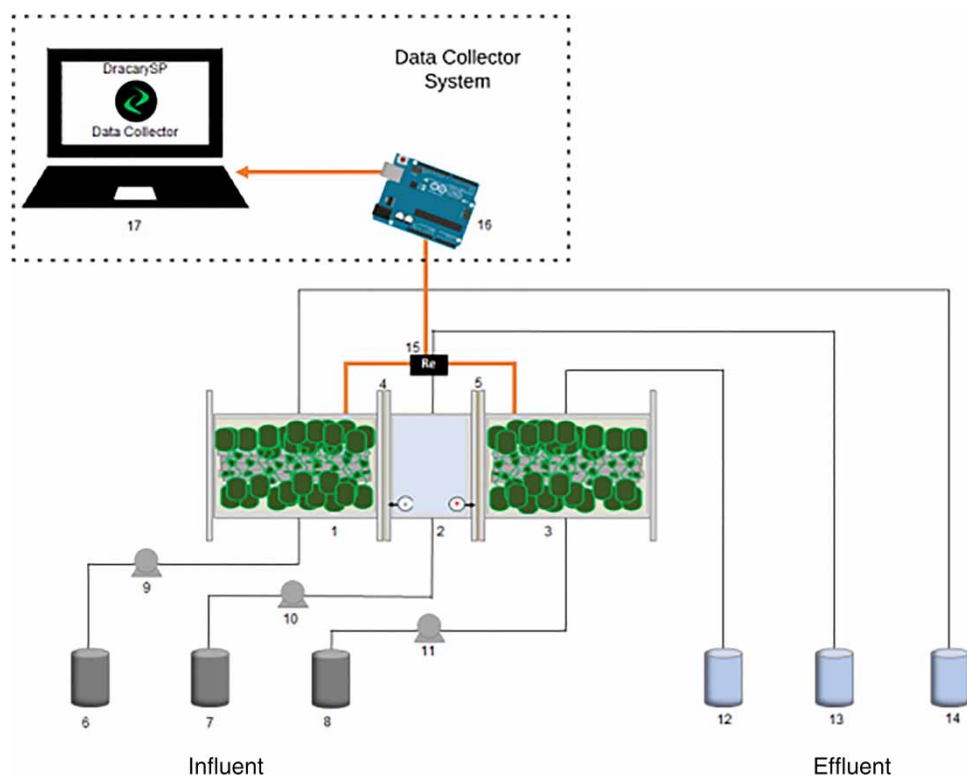 DracarySP
Data Collector
Data Collector
System
17
16
15
Re
4
5
1
2
3
9
10
11
6
7
8
12
13
14
Influent
Effluent